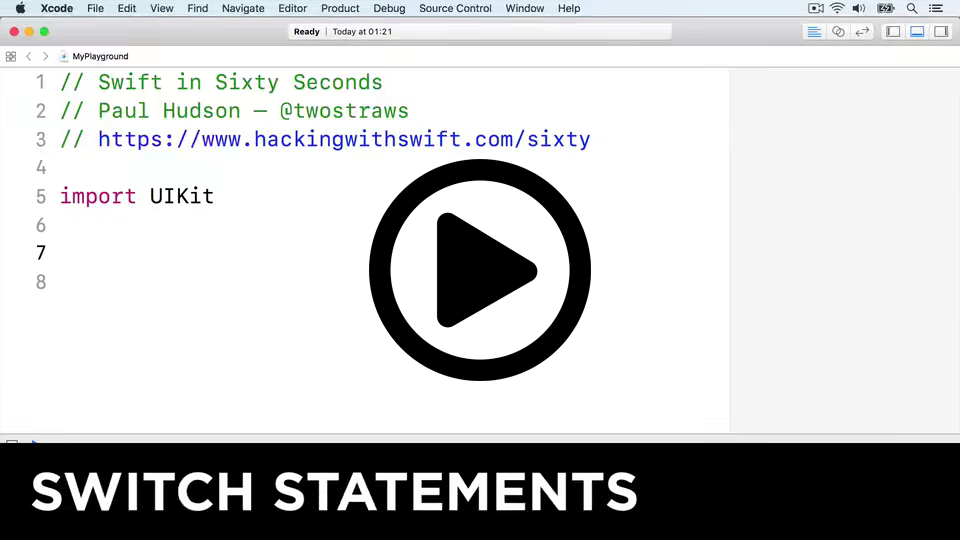 Xcode File Edit View Find Navigate Editor Product Debug Source Control Window Help
Ready | Today at 01:21
MyPlayground
1 // Swift in Sixty Seconds
2 // Paul Hudson — @twostraws
3 // https://www.hackingwithswift.com/sixty
4
5 import UIKit
6
7
8
SWITCH STATEMENTS